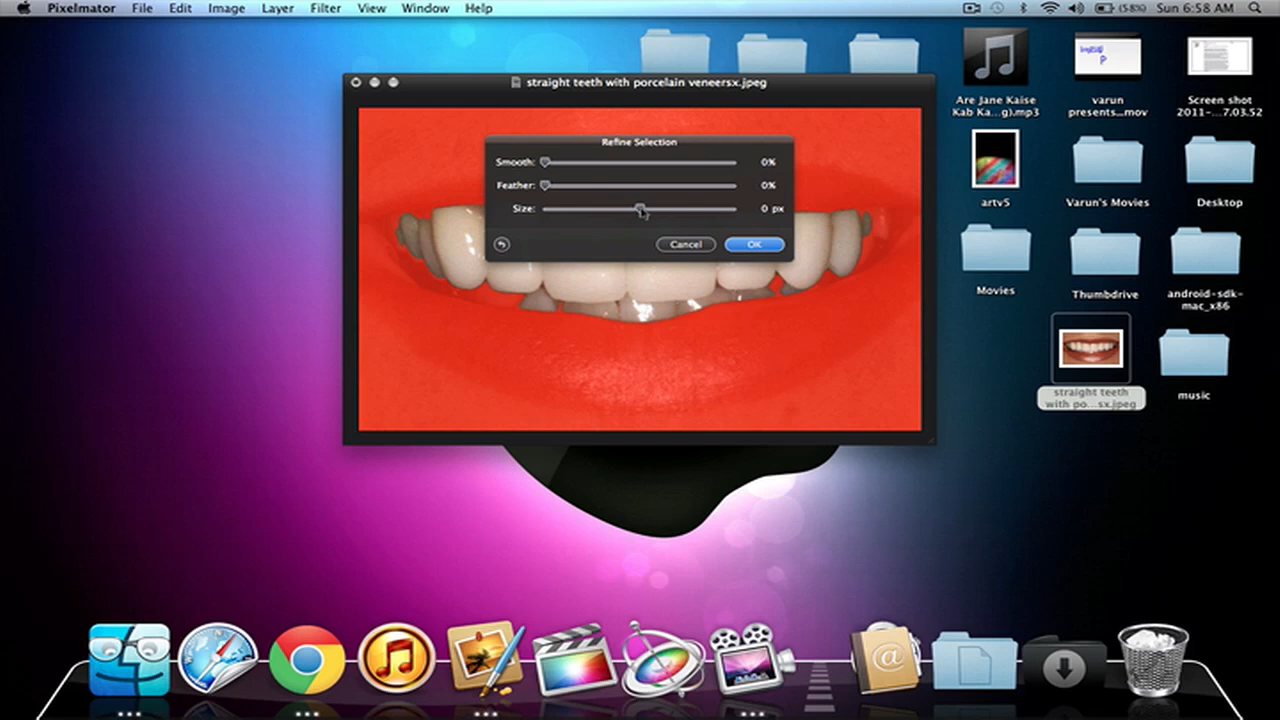 Pixelmator File Edit Image Layer Filter View Window Help
(58%) Sun 6:58 AM
straight teeth with porcelain veneersx.jpeg
Refine Selection
Smooth: 0%
Feather: 0%
Size: 0 px
Cancel OK
Are Jane Kaise
Kab Ka...g).mp3
varun
presents...mov
Screen shot
2011-...7.03.52
artv5
Varun's Movies
Desktop
Movies
Thumbdrive
android-sdk-
mac_x86
straight teeth
with po...sx.jpeg
music